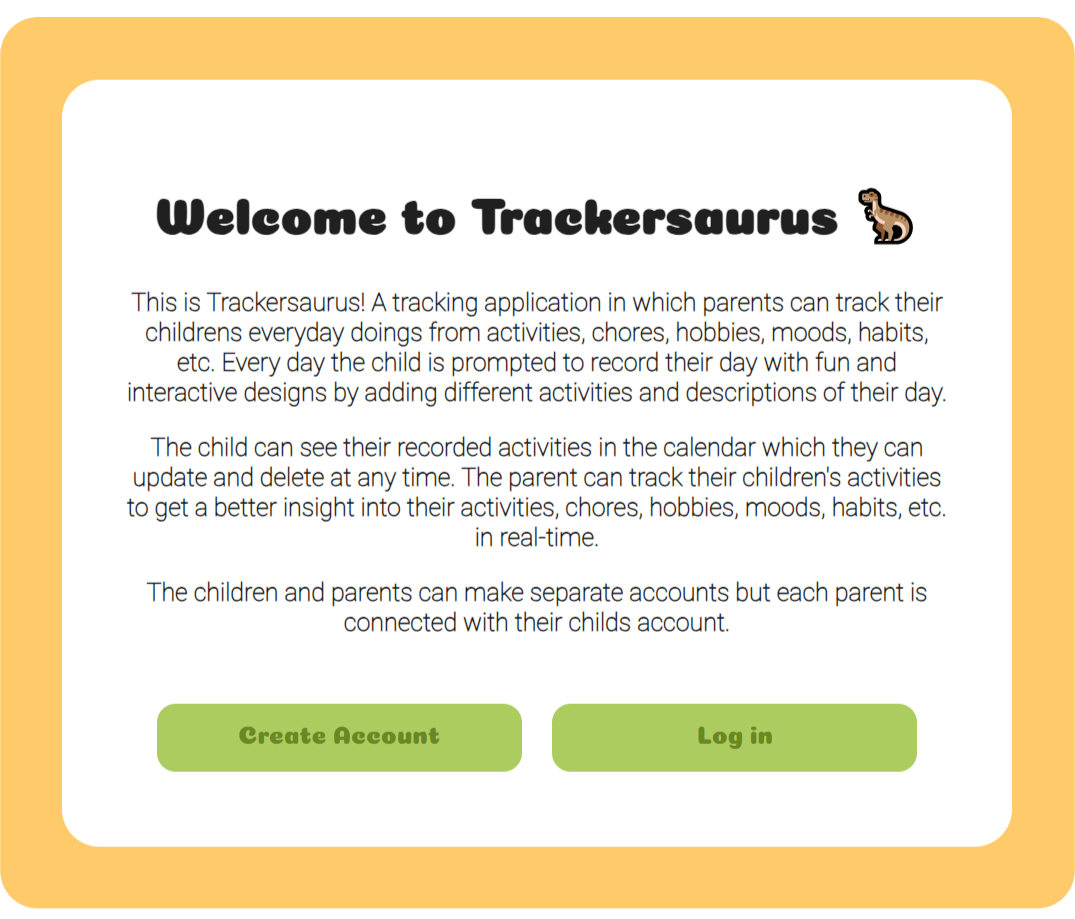 Welcome to Trackersaurus
This is Trackersaurus! A tracking application in which parents can track their
childrens everyday doings from activities, chores, hobbies, moods, habits,
etc. Every day the child is prompted to record their day with fun and
interactive designs by adding different activities and descriptions of their day.
The child can see their recorded activities in the calendar which they can
update and delete at any time. The parent can track their children's activities
to get a better insight into their activities, chores, hobbies, moods, habits, etc.
in real-time.
The children and parents can make separate accounts but each parent is
connected with their childs account.
Create Account
Log in